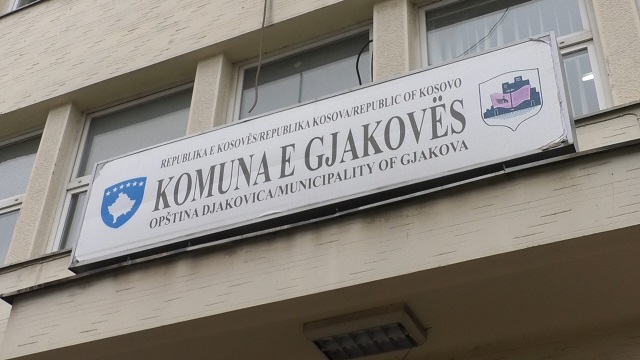 REPUBLIKA E KOSOVËS/REPUBLIKA KOSOVA/REPUBLIC OF KOSOVO
KOMUNA E GJAKOVËS
OPŠTINA DJAKOVICA/MUNICIPALITY OF GJAKOVA